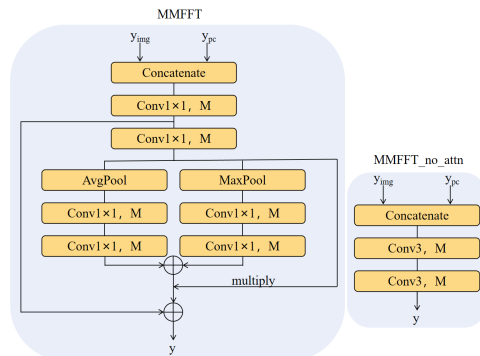 MMFFT
y_img y_pc
Concatenate
Conv1×1, M
Conv1×1, M
AvgPool MaxPool
Conv1×1, M Conv1×1, M
Conv1×1, M Conv1×1, M
multiply
y
MMFFT_no_attn
y_img y_pc
Concatenate
Conv3, M
Conv3, M
y